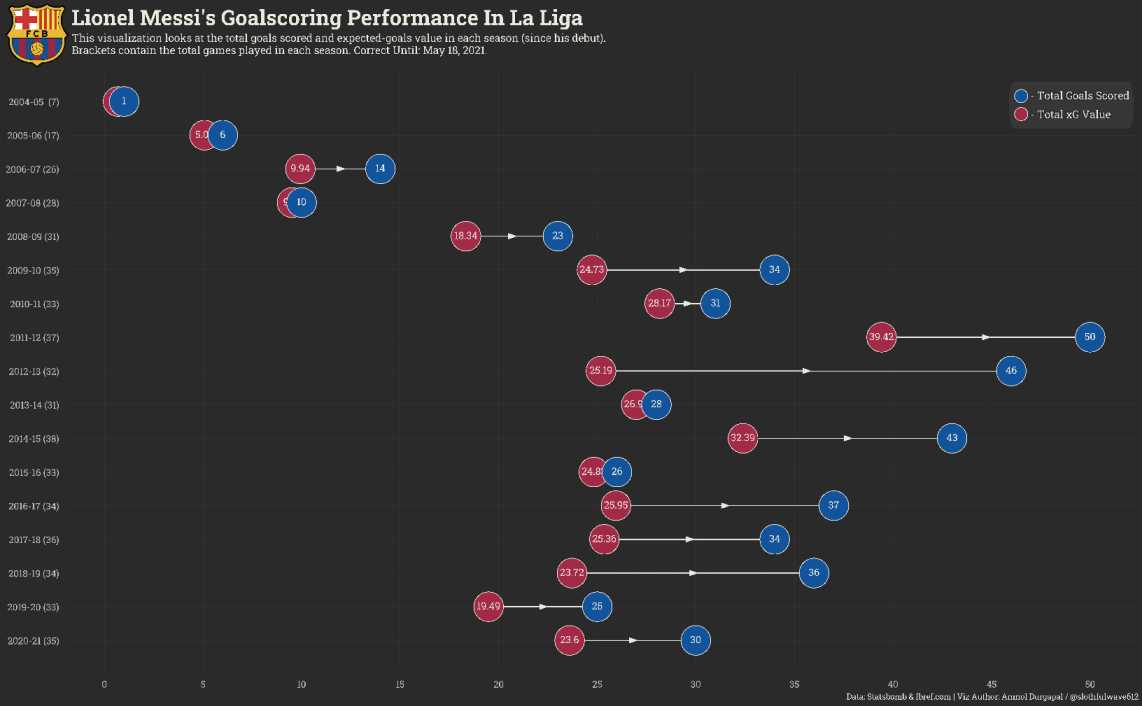 Lionel Messi's Goalscoring Performance In La Liga
This visualization looks at the total goals scored and expected-goals value in each season (since his debut).
Brackets contain the total games played in each season. Correct Until: May 18, 2021.
FCB
- Total Goals Scored
- Total xG Value
2004-05 (7) 1
2005-06 (17) 5.0 6
2006-07 (26) 9.94 14
2007-08 (28) 9 10
2008-09 (31) 18.34 23
2009-10 (35) 24.73 34
2010-11 (33) 28.17 31
2011-12 (37) 39.42 50
2012-13 (32) 25.19 46
2013-14 (31) 26.9 28
2014-15 (38) 32.39 43
2015-16 (33) 24.8 26
2016-17 (34) 25.95 37
2017-18 (36) 25.36 34
2018-19 (34) 23.72 36
2019-20 (33) 19.49 25
2020-21 (35) 23.6 30
0 5 10 15 20 25 30 35 40 45 50
Data: Statsbomb & fbref.com | Viz Author: Anmol Durgapal / @slothfulwave612